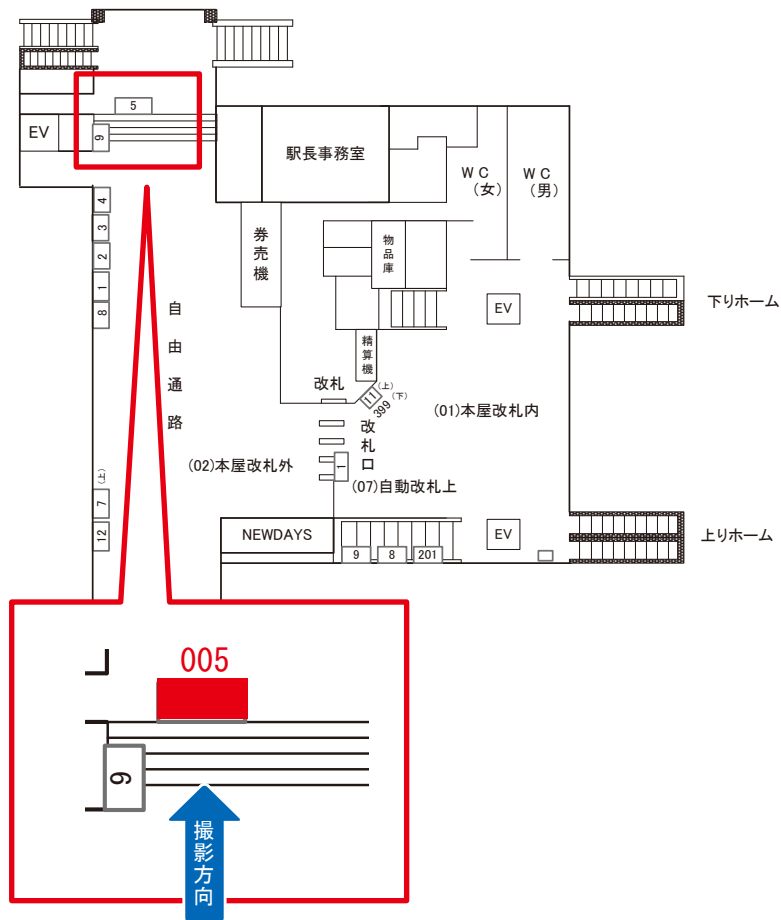 5
EV
9
駅長事務室
WC
(女)
WC
(男)
4
3
2
1
8
券売機
物品庫
EV
下りホーム
自由通路
精算機
改札
11
(上)
399
(下)
(01)本屋改札内
改札口
(02)本屋改札外
1
(07)自動改札上
(上)
7
12
NEWDAYS
9
8
201
EV
上りホーム
005
9
撮影方向